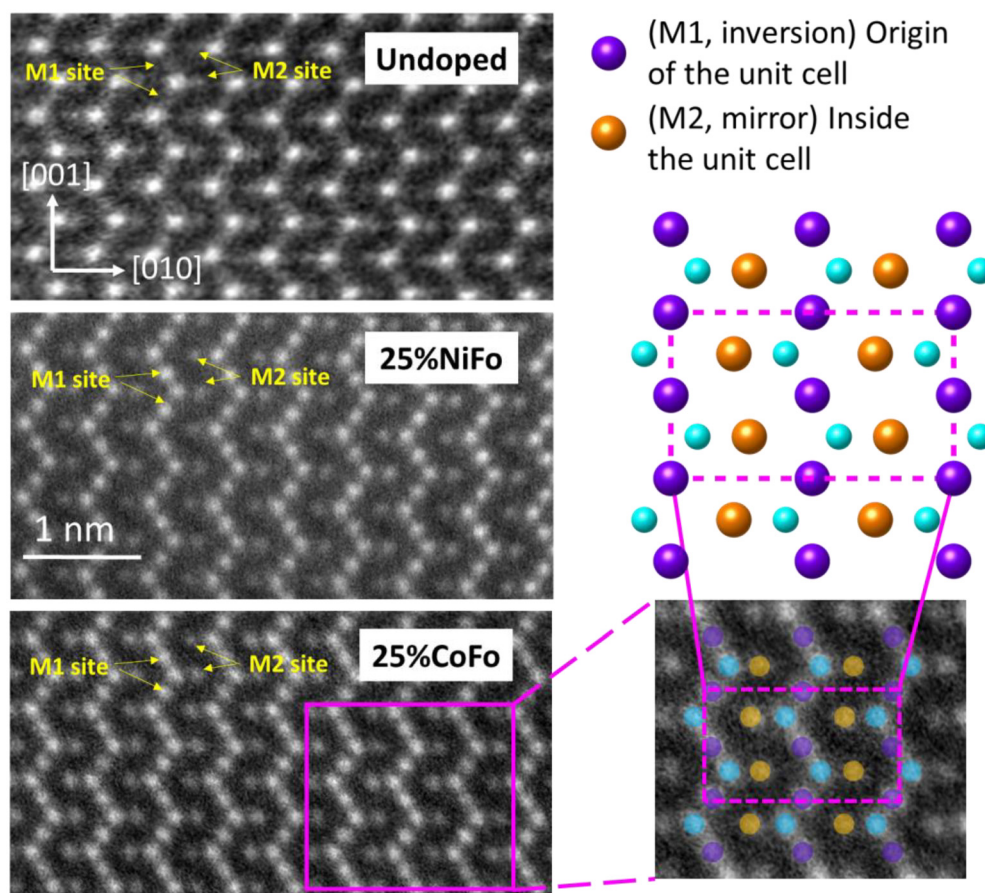 M1 site
M2 site
Undoped
[001]
[010]
M1 site
M2 site
25%NiFo
1 nm
M1 site
M2 site
25%CoFo
(M1, inversion) Origin
of the unit cell
(M2, mirror) Inside
the unit cell